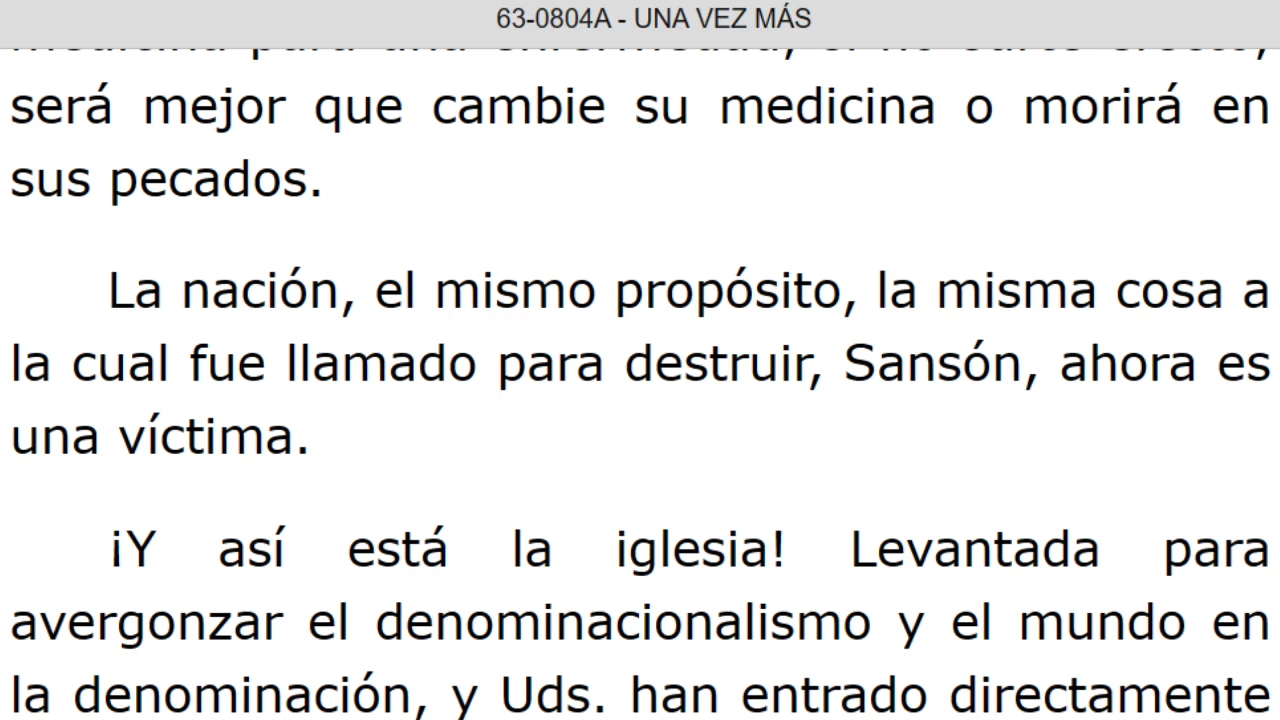 63-0804A - UNA VEZ MÁS
será mejor que cambie su medicina o morirá en
sus pecados.
La nación, el mismo propósito, la misma cosa a
la cual fue llamado para destruir, Sansón, ahora es
una víctima.
¡Y así está la iglesia! Levantada para
avergonzar el denominacionalismo y el mundo en
la denominación, y Uds. han entrado directamente